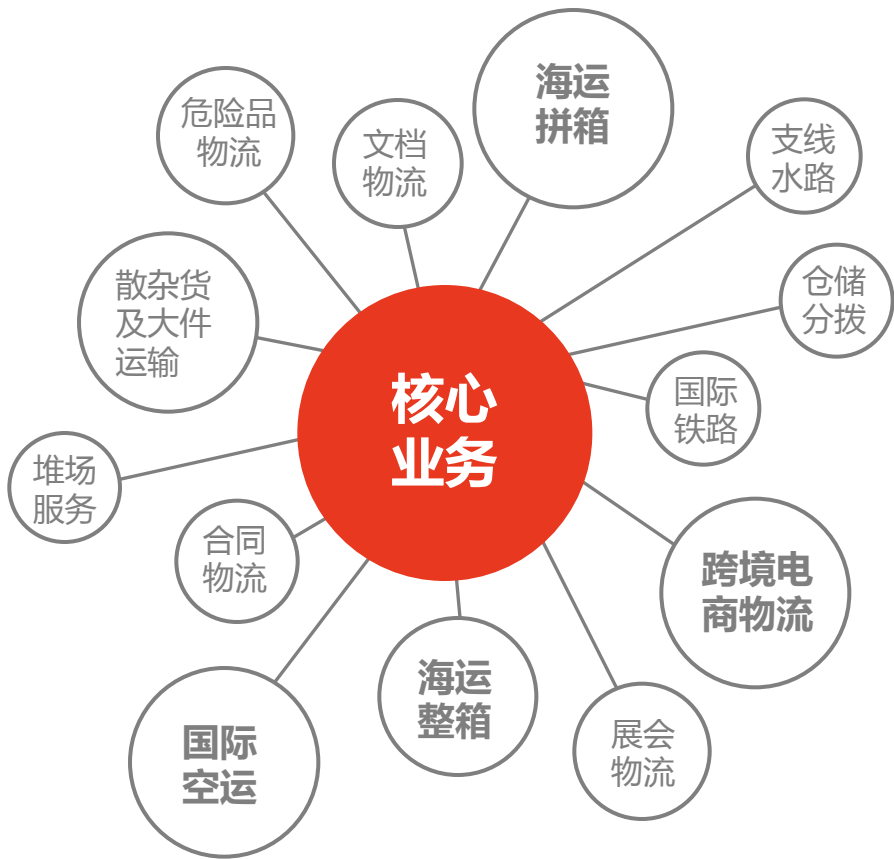 海运
拼箱
危险品
物流
文档
物流
支线
水路
散杂货
及大件
运输
仓储
分拨
核心
业务
国际
铁路
堆场
服务
合同
物流
跨境电
商物流
海运
整箱
国际
空运
展会
物流